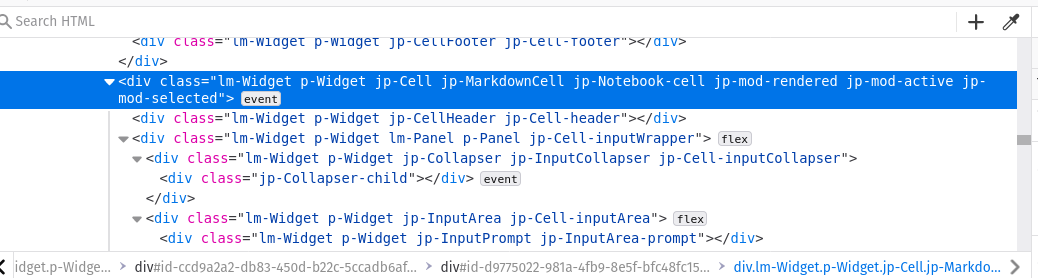 Search HTML
<div class="lm-Widget p-Widget jp-CellFooter jp-Cell-footer"></div>
</div>
<div class="lm-Widget p-Widget jp-Cell jp-MarkdownCell jp-Notebook-cell jp-mod-rendered jp-mod-active jp-
mod-selected"> event
<div class="lm-Widget p-Widget jp-CellHeader jp-Cell-header"></div>
<div class="lm-Widget p-Widget lm-Panel p-Panel jp-Cell-inputWrapper"> flex
<div class="lm-Widget p-Widget jp-Collapser jp-InputCollapser jp-Cell-inputCollapser">
<div class="jp-Collapser-child"></div> event
</div>
<div class="lm-Widget p-Widget jp-InputArea jp-Cell-inputArea"> flex
<div class="lm-Widget p-Widget jp-InputPrompt jp-InputArea-prompt"></div>
idget.p-Widge... div#id-ccd9a2a2-db83-450d-b22c-5ccadb6af... div#id-d9775022-981a-4fb9-8e5f-bfc48fc15... div.lm-Widget.p-Widget.jp-Cell.jp-Markdo...